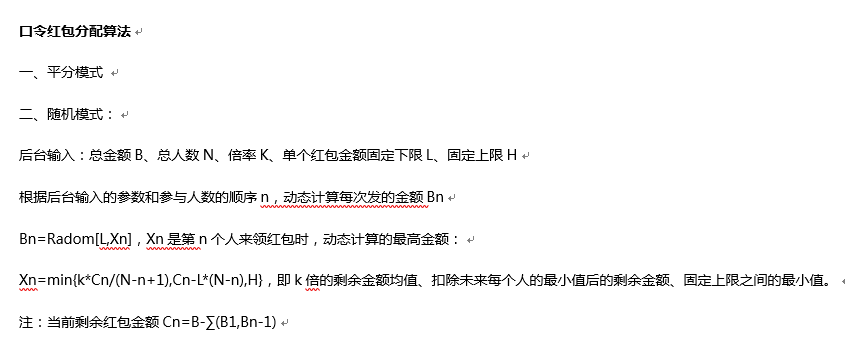 口令红包分配算法
一、平分模式
二、随机模式：
后台输入：总金额 B、总人数 N、倍率 K、单个红包金额固定下限 L、固定上限 H
根据后台输入的参数和参与人数的顺序 n，动态计算每次发的金额 Bn
Bn=Radom[L,Xn]，Xn 是第 n 个人来领红包时，动态计算的最高金额：
Xn=min{k*Cn/(N-n+1),Cn-L*(N-n),H}，即 k 倍的剩余金额均值、扣除未来每个人的最小值后的剩余金额、固定上限之间的最小值。
注：当前剩余红包金额 Cn=B-∑(B1,Bn-1)